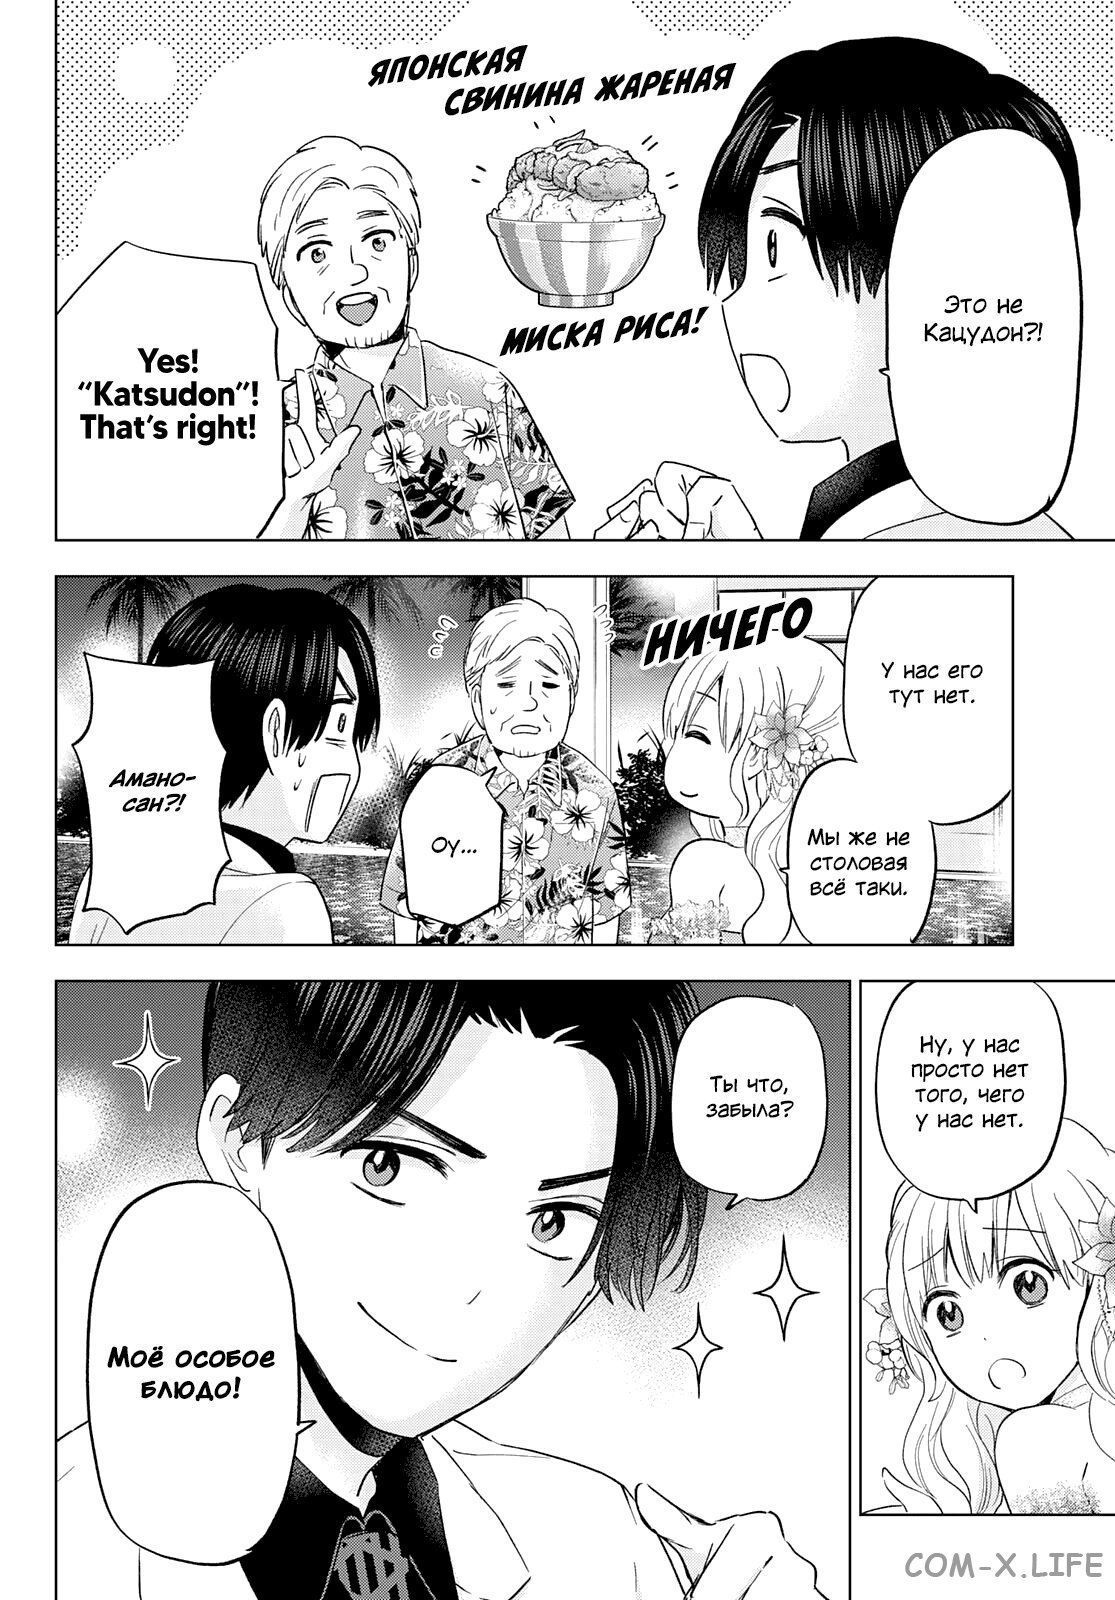 ЯПОНСКАЯ
СВИНИНА ЖАРЕНАЯ
МИСКА РИСА!
Это не
Кацудон?!
Yes!
“Katsudon”!
That’s right!
У нас его
тут нет.
Мы же не
столовая
всё таки.
НИЧЕГО
Оу...
Амано-
сан?!
Ну, у нас
просто нет
того, чего
у нас нет.
Ты что,
забыла?
Моё особое
блюдо!
COM-X.LIFE